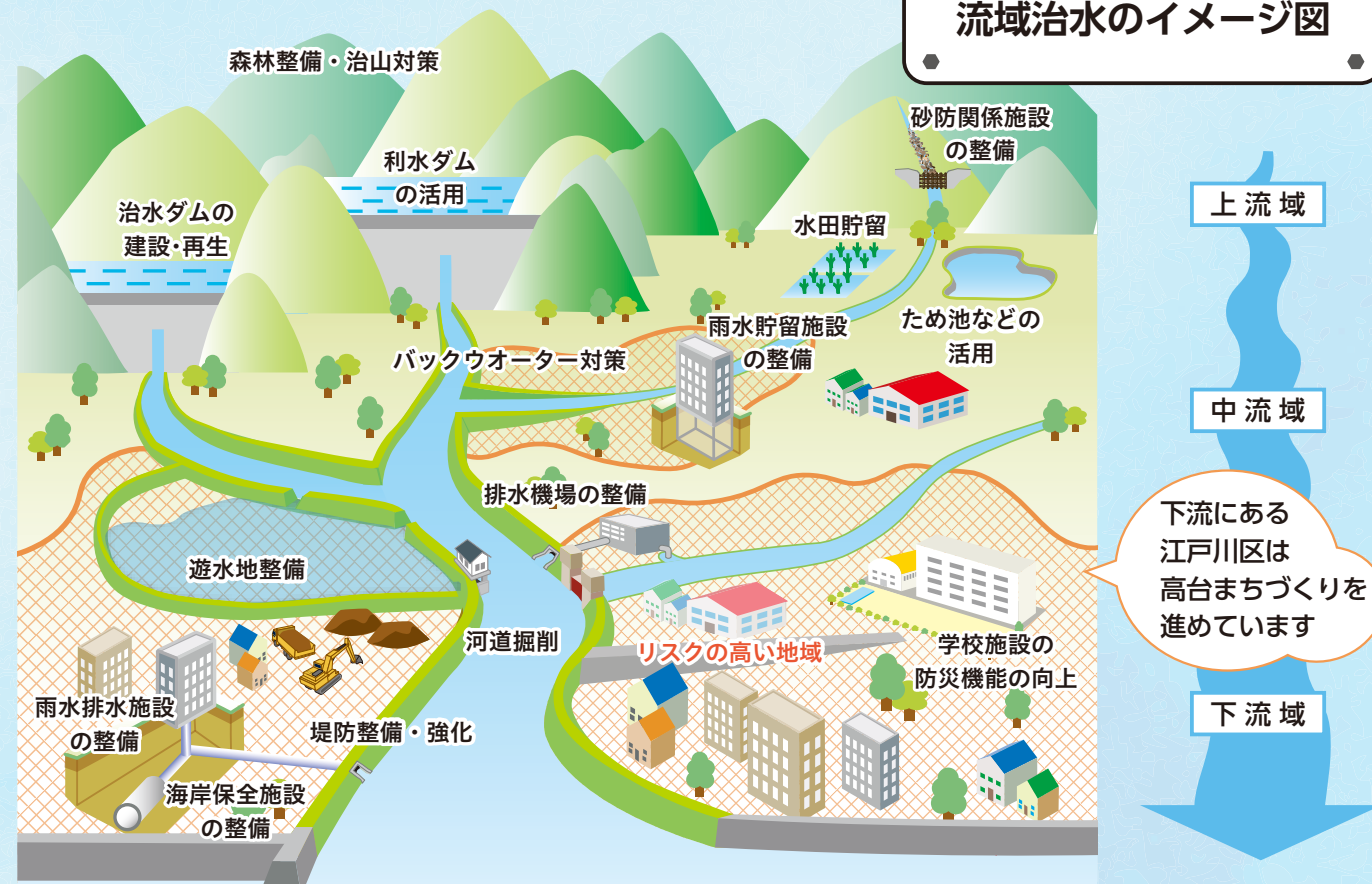 流域治水のイメージ図
森林整備・治山対策
砂防関係施設
の整備
利水ダム
の活用
治水ダムの
建設・再生
水田貯留
上流域
雨水貯留施設
の整備
ため池などの
活用
バックウオーター対策
中流域
排水機場の整備
下流にある
江戸川区は
高台まちづくりを
進めています
遊水地整備
河道掘削
リスクの高い地域
学校施設の
防災機能の向上
雨水排水施設
の整備
堤防整備・強化
下流域
海岸保全施設
の整備